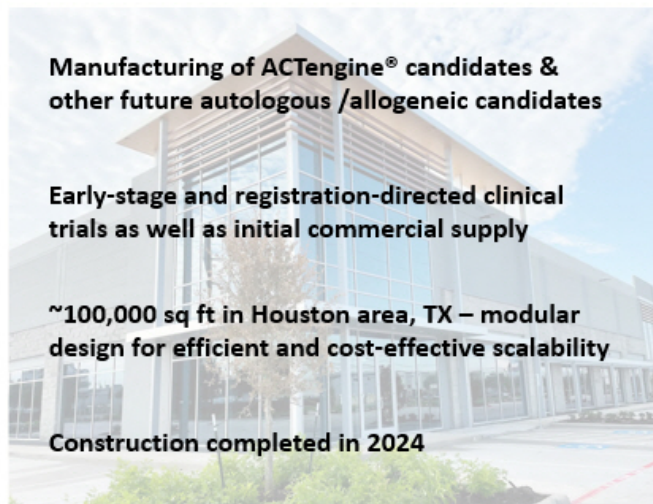 Manufacturing of ACTengine® candidates &
other future autologous /allogeneic candidates
Early-stage and registration-directed clinical
trials as well as initial commercial supply
~100,000 sq ft in Houston area, TX – modular
design for efficient and cost-effective scalability
Construction completed in 2024